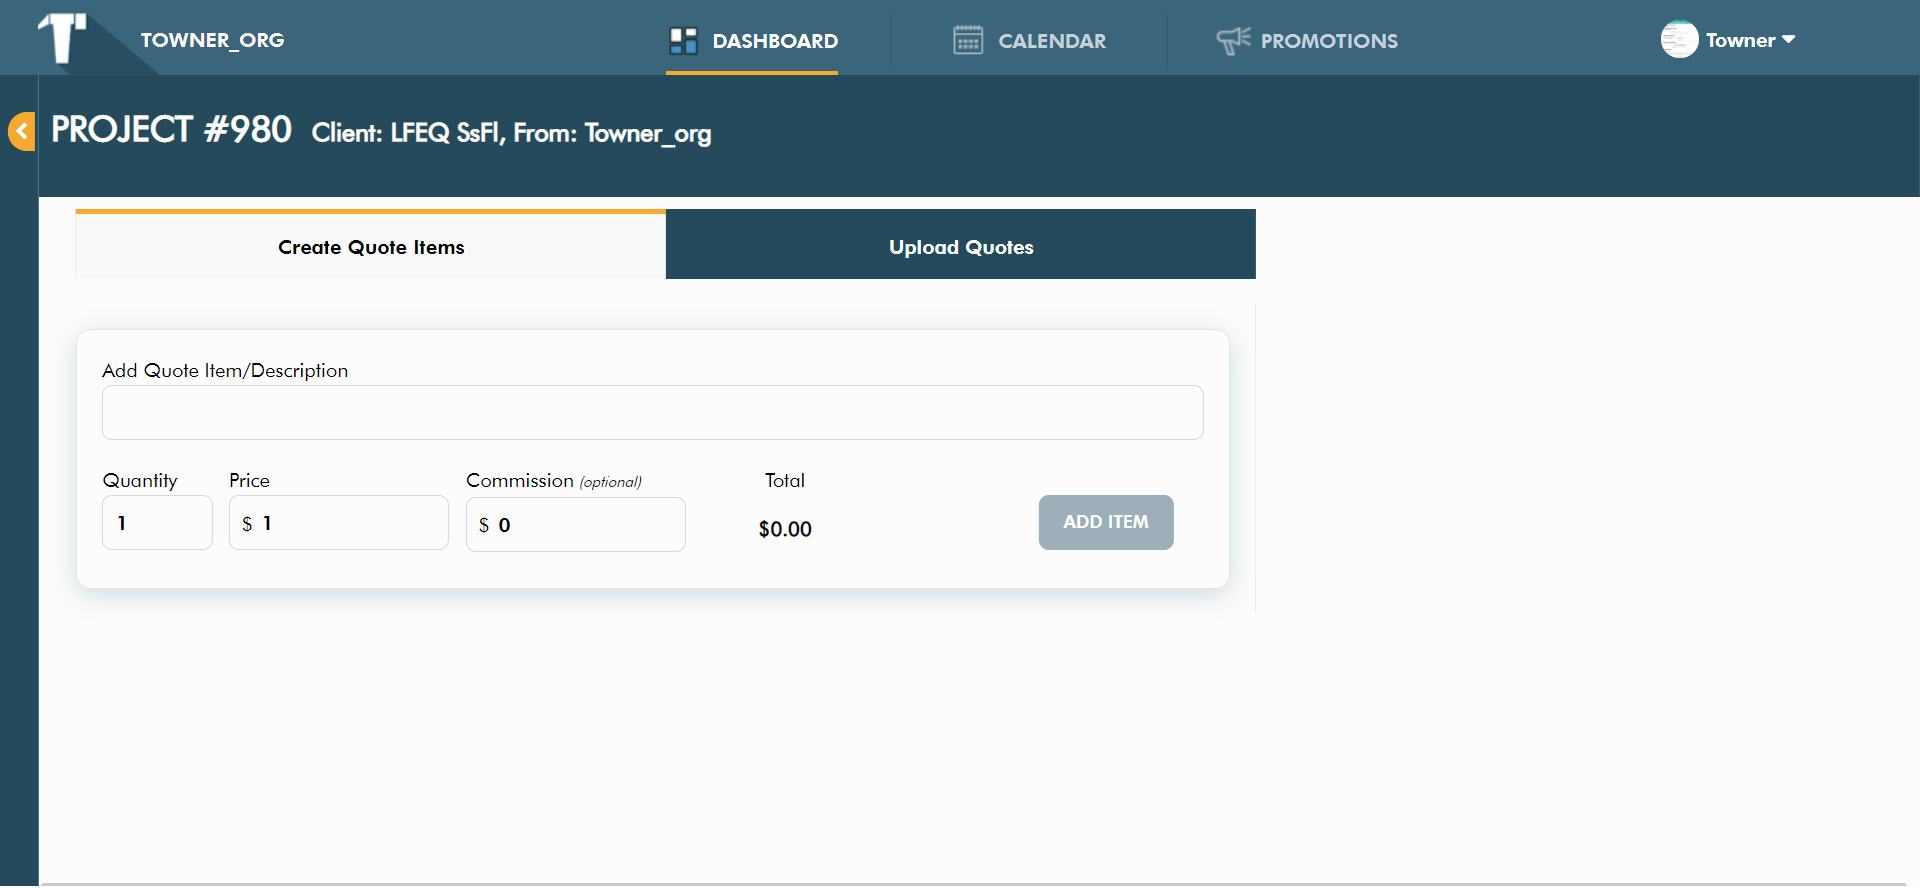 TOWNER_ORG
DASHBOARD
CALENDAR
PROMOTIONS
Towner
PROJECT #980 Client: LFEQ SsFl, From: Towner_org
Create Quote Items
Upload Quotes
Add Quote Item/Description
Quantity
Price
Commission (optional)
Total
1
$ 1
$ 0
$0.00
ADD ITEM